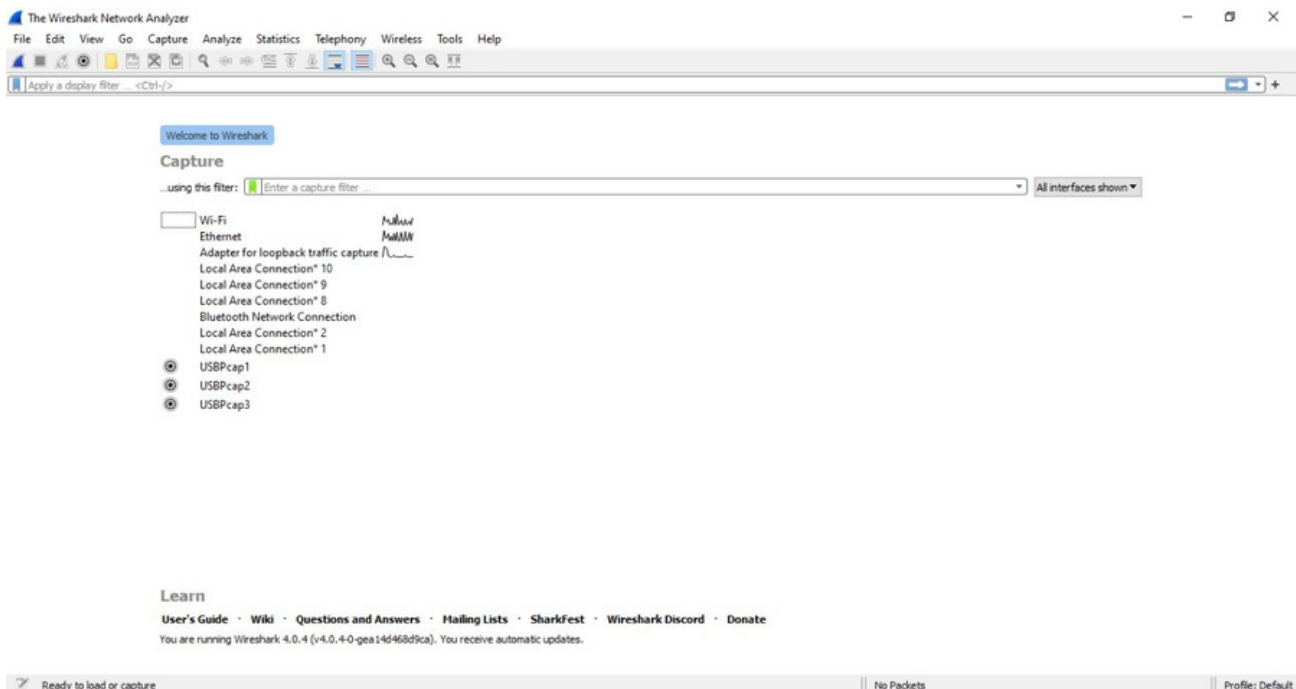 The Wireshark Network Analyzer
File Edit View Go Capture Analyze Statistics Telephony Wireless Tools Help
Apply a display filter ... <Ctrl-/>
Welcome to Wireshark
Capture
...using this filter: Enter a capture filter ... All interfaces shown
Wi-Fi
Ethernet
Adapter for loopback traffic capture
Local Area Connection* 10
Local Area Connection* 9
Local Area Connection* 8
Bluetooth Network Connection
Local Area Connection* 2
Local Area Connection* 1
USBPcap1
USBPcap2
USBPcap3
Learn
User's Guide · Wiki · Questions and Answers · Mailing Lists · SharkFest · Wireshark Discord · Donate
You are running Wireshark 4.0.4 (v4.0.4-0-gea14d468d9ca). You receive automatic updates.
Ready to load or capture No Packets Profile: Default